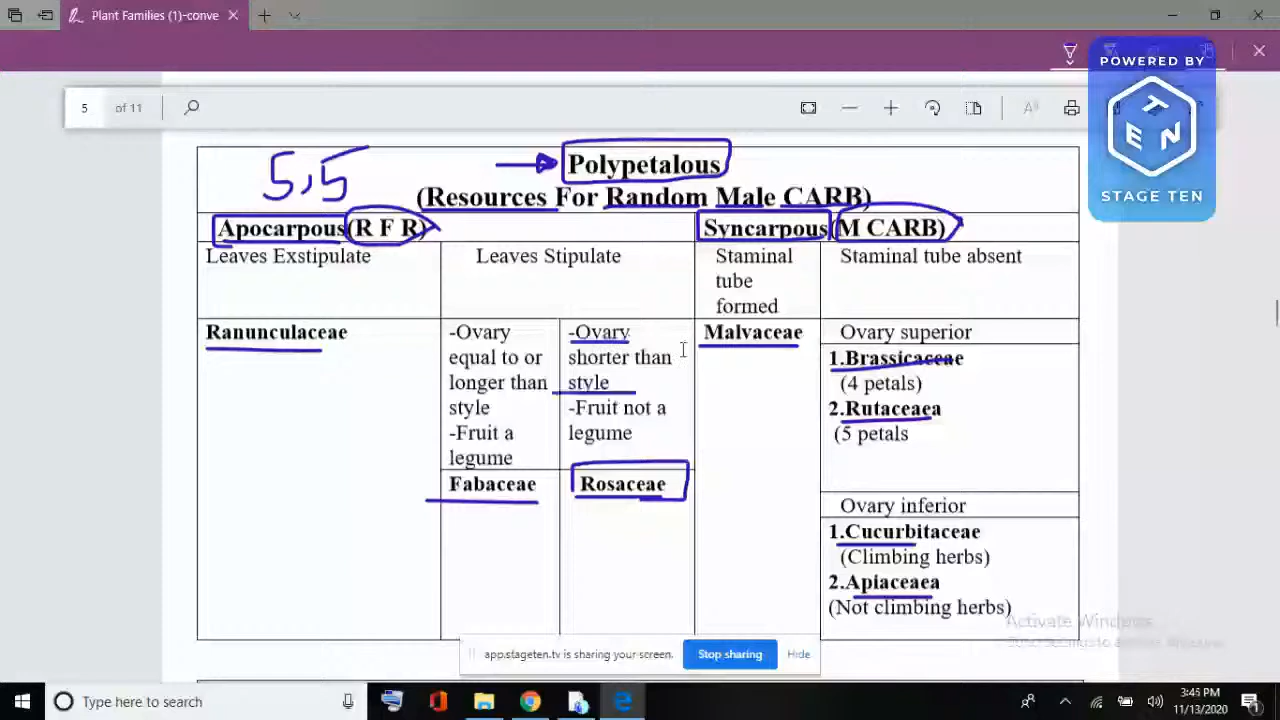 Plant Families (1)-conve
POWERED BY
TEN
STAGE TEN
5 of 11
5,5
Polypetalous
(Resources For Random Male CARB)
Apocarpous(R F R)
Syncarpous(M CARB)
Leaves Exstipulate
Leaves Stipulate
Staminal
tube
formed
Staminal tube absent
Ranunculaceae
-Ovary
equal to or
longer than
style
-Fruit a
legume
-Ovary
shorter than
style
-Fruit not a
legume
Malvaceae
Ovary superior
1.Brassicaceae
(4 petals)
2.Rutaceaea
(5 petals
Fabaceae
Rosaceae
Ovary inferior
1.Cucurbitaceae
(Climbing herbs)
2.Apiaceaea
(Not climbing herbs)
Activate Windows
app.stageten.tv is sharing your screen.
Stop sharing
Hide
Type here to search
3:45 PM
11/13/2020